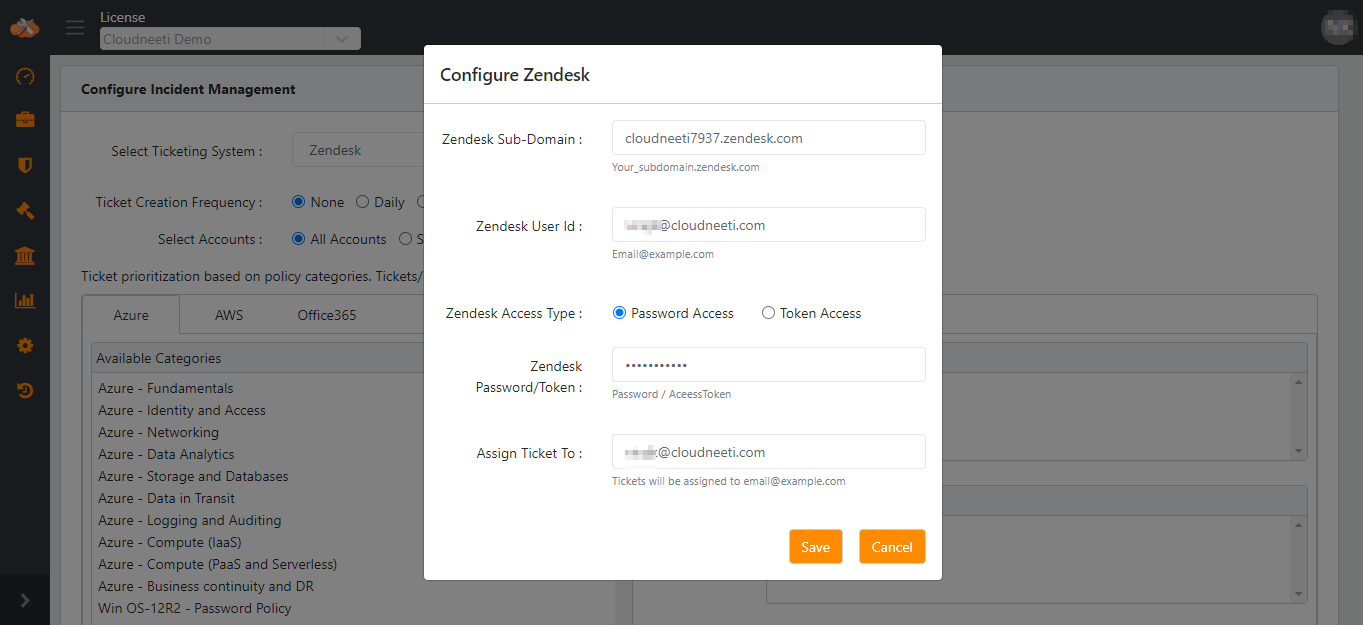 License
Cloudneeti Demo
Configure Incident Management
Select Ticketing System :
Zendesk
Ticket Creation Frequency :
None
Daily
Select Accounts :
All Accounts
S
Ticket prioritization based on policy categories. Tickets/
Azure
AWS
Office365
Available Categories
Azure - Fundamentals
Azure - Identity and Access
Azure - Networking
Azure - Data Analytics
Azure - Storage and Databases
Azure - Data in Transit
Azure - Logging and Auditing
Azure - Compute (IaaS)
Azure - Compute (PaaS and Serverless)
Azure - Business continuity and DR
Win OS-12R2 - Password Policy
Configure Zendesk
Zendesk Sub-Domain :
cloudneeti7937.zendesk.com
Your_subdomain.zendesk.com
Zendesk User Id :
@cloudneeti.com
Email@example.com
Zendesk Access Type :
Password Access
Token Access
Zendesk
Password/Token :
•••••••••••
Password / AceessToken
Assign Ticket To :
@cloudneeti.com
Tickets will be assigned to email@example.com
Save
Cancel